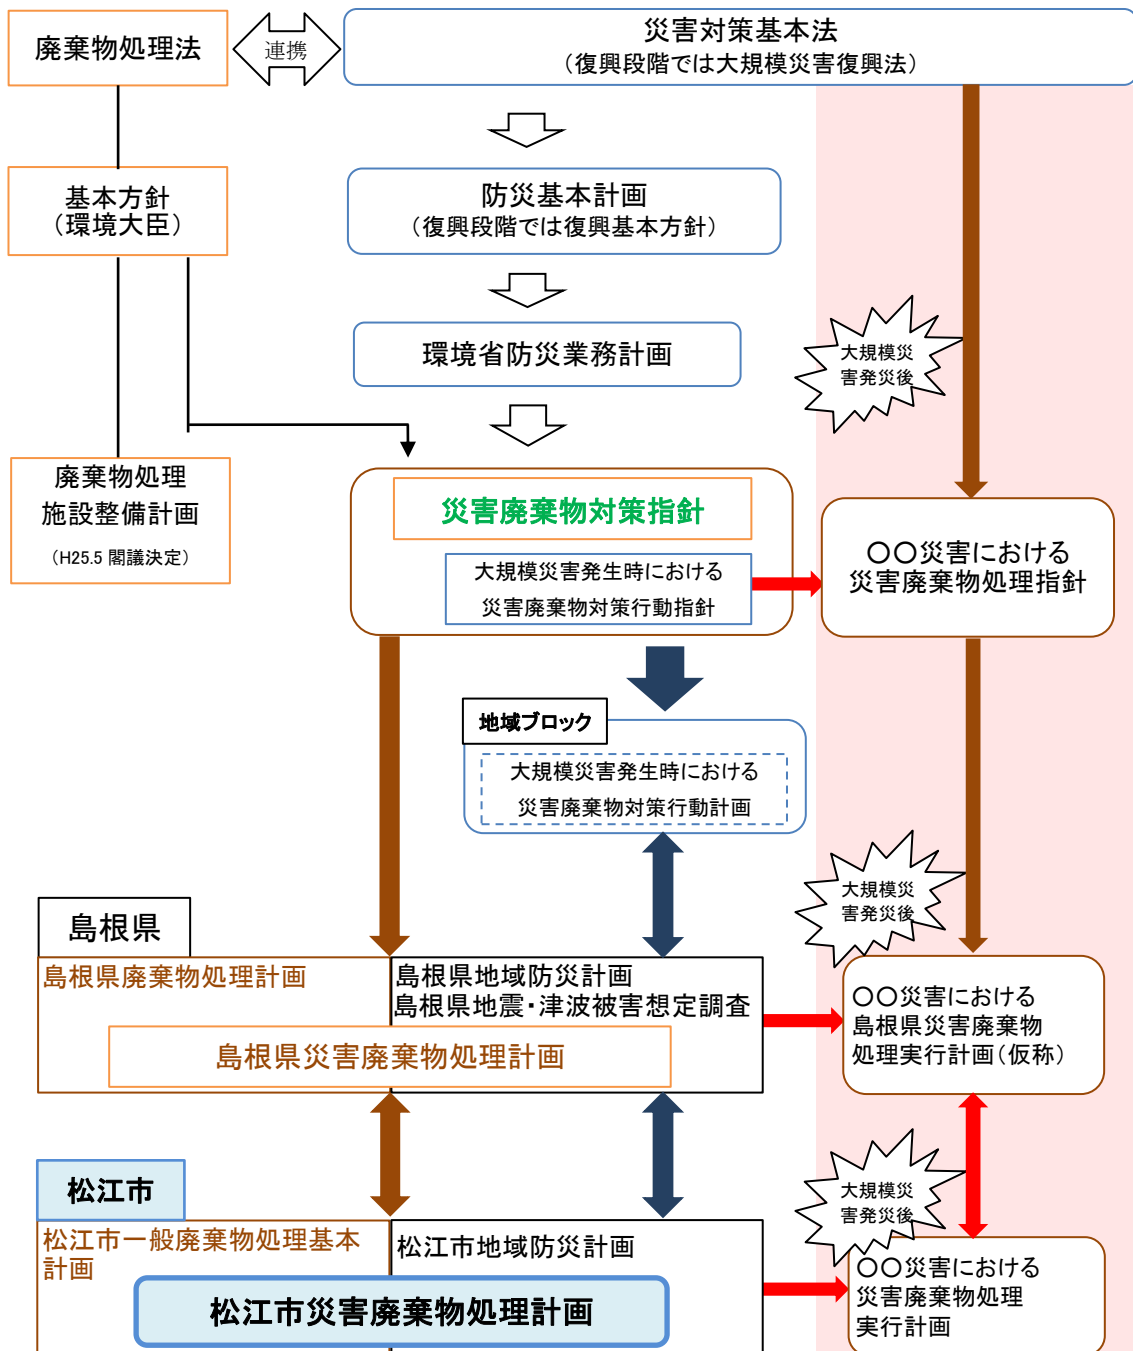 廃棄物処理法
連携
災害対策基本法
（復興段階では大規模災害復興法）
基本方針
（環境大臣）
防災基本計画
（復興段階では復興基本方針）
環境省防災業務計画
大規模災
害発災後
廃棄物処理
施設整備計画
（H25.5 閣議決定）
災害廃棄物対策指針
大規模災害発生時における
災害廃棄物対策行動指針
〇〇災害における
災害廃棄物処理指針
地域ブロック
大規模災害発生時における
災害廃棄物対策行動計画
大規模災
害発災後
島根県
島根県廃棄物処理計画
島根県地域防災計画
島根県地震・津波被害想定調査
島根県災害廃棄物処理計画
〇〇災害における
島根県災害廃棄物
処理実行計画（仮称）
大規模災
害発災後
松江市
松江市一般廃棄物処理基本
計画
松江市地域防災計画
松江市災害廃棄物処理計画
〇〇災害における
災害廃棄物処理
実行計画